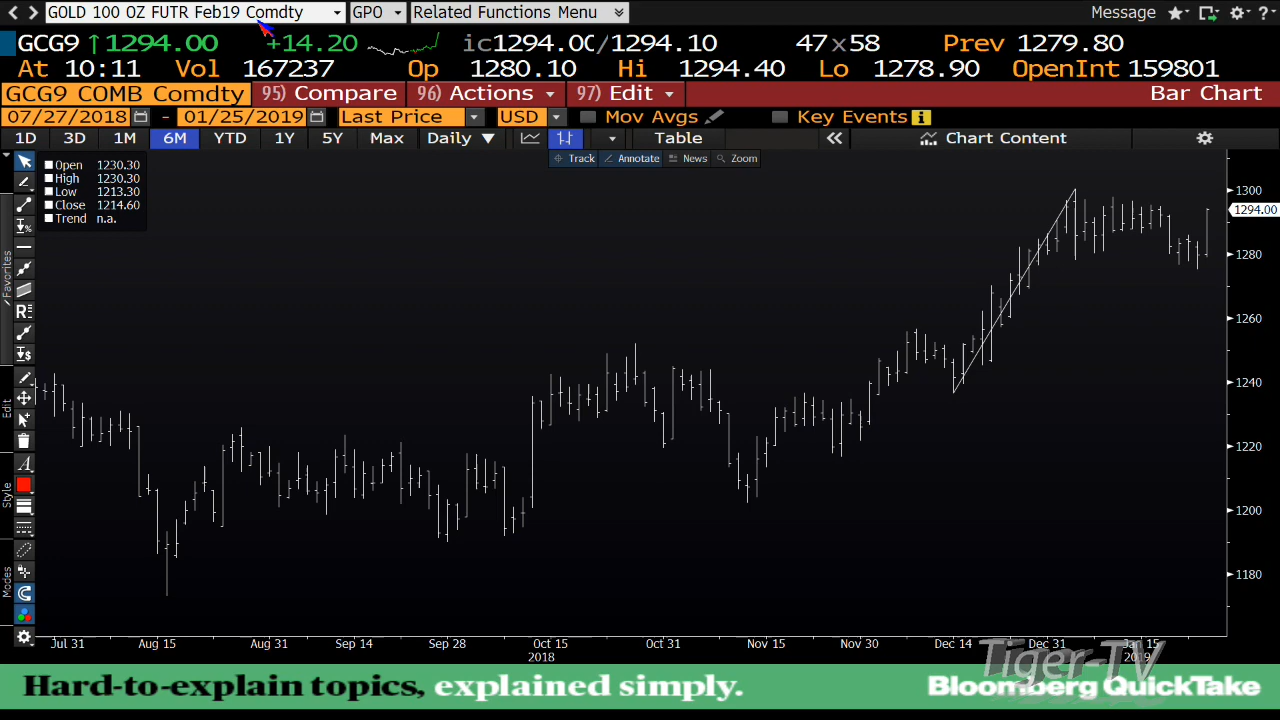 GOLD 100 OZ FUTR Feb19 Comdty GPO Related Functions Menu Message
GCG9 ↑1294.00 +14.20 ic1294.00/1294.10 47x58 Prev 1279.80
At 10:11 Vol 167237 Op 1280.10 Hi 1294.40 Lo 1278.90 OpenInt 159801
GCG9 COMB Comdty 95) Compare 96) Actions 97) Edit Bar Chart
07/27/2018 - 01/25/2019 Last Price USD Mov Avgs Key Events
1D 3D 1M 6M YTD 1Y 5Y Max Daily ▼ Table « Chart Content
Track Annotate News Zoom
Open 1230.30
High 1230.30
Low 1213.30
Close 1214.60
Trend n.a.
Favorites
Edit
Style
Modes
1300
1294.00
1280
1260
1240
1220
1200
1180
Jul 31 Aug 15 Aug 31 Sep 14 Sep 28 Oct 15 Oct 31 Nov 15 Nov 30 Dec 14 Dec 31 Jan 15
2018 2019
Tiger-TV
Hard-to-explain topics, explained simply. Bloomberg QuickTake